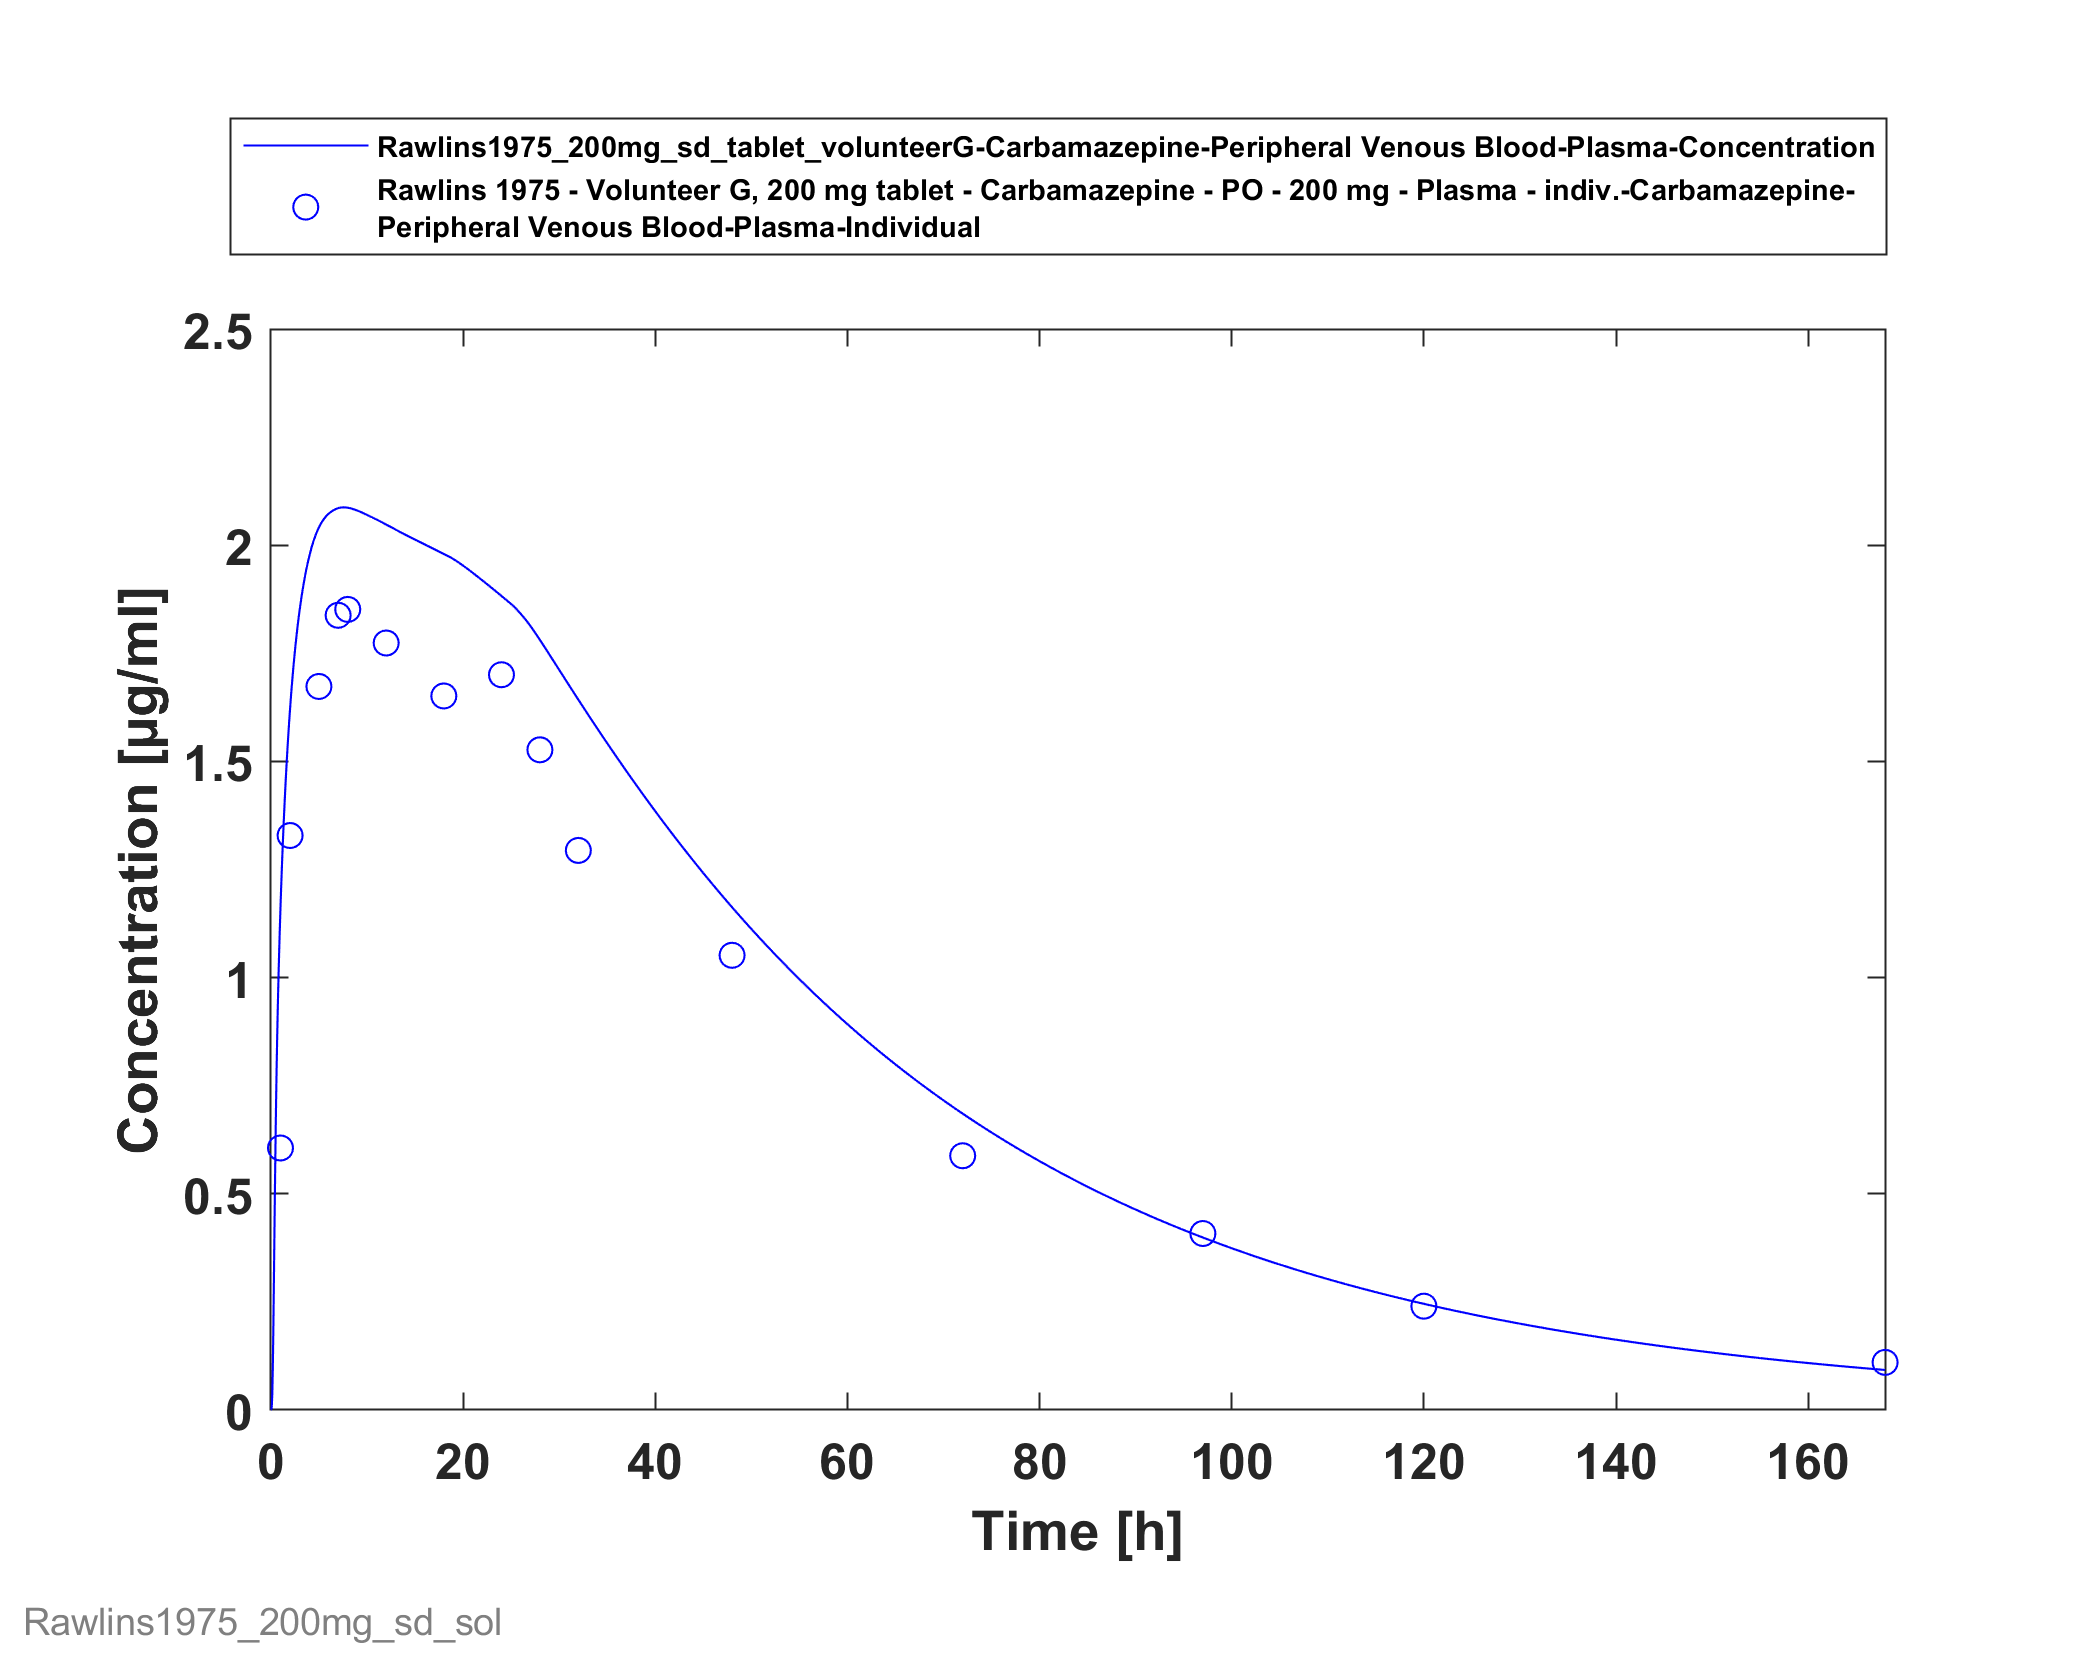 Rawlins1975_200mg_sd_tablet_volunteerG-Carbamazepine-Peripheral Venous Blood-Plasma-Concentration
Rawlins 1975 - Volunteer G, 200 mg tablet - Carbamazepine - PO - 200 mg - Plasma - indiv.-Carbamazepine-
Peripheral Venous Blood-Plasma-Individual
2.5
2
1.5
1
0.5
0
Concentration [µg/ml]
0 20 40 60 80 100 120 140 160
Time [h]
Rawlins1975_200mg_sd_sol